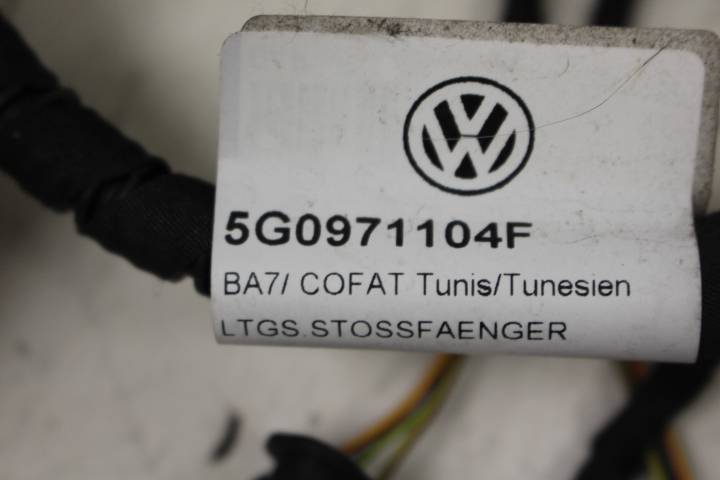 5G0971104F
BA7/ COFAT Tunis/Tunesien
LTGS.STOSSFAENGER